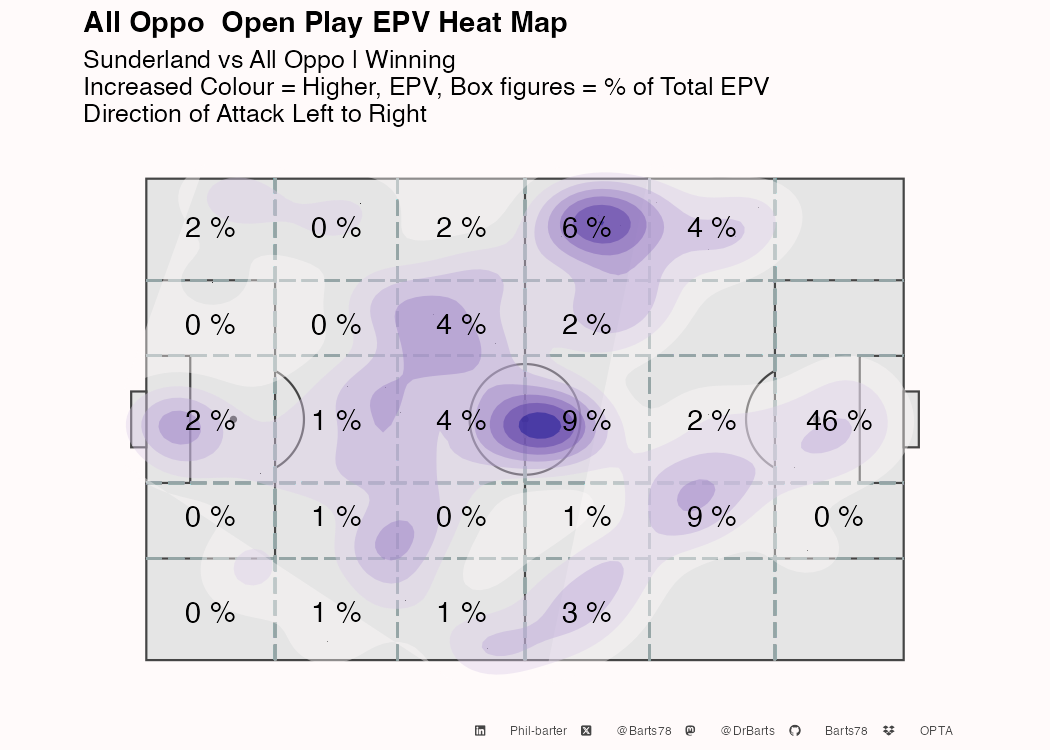 All Oppo  Open Play EPV Heat Map
Sunderland vs All Oppo | Winning
Increased Colour = Higher, EPV, Box figures = % of Total EPV
Direction of Attack Left to Right
2 % 0 % 2 % 6 % 4 %
0 % 0 % 4 % 2 %
2 % 1 % 4 % 9 % 2 % 46 %
0 % 1 % 0 % 1 % 9 % 0 %
0 % 1 % 1 % 3 %
Phil-barter @Barts78 @DrBarts Barts78 OPTA